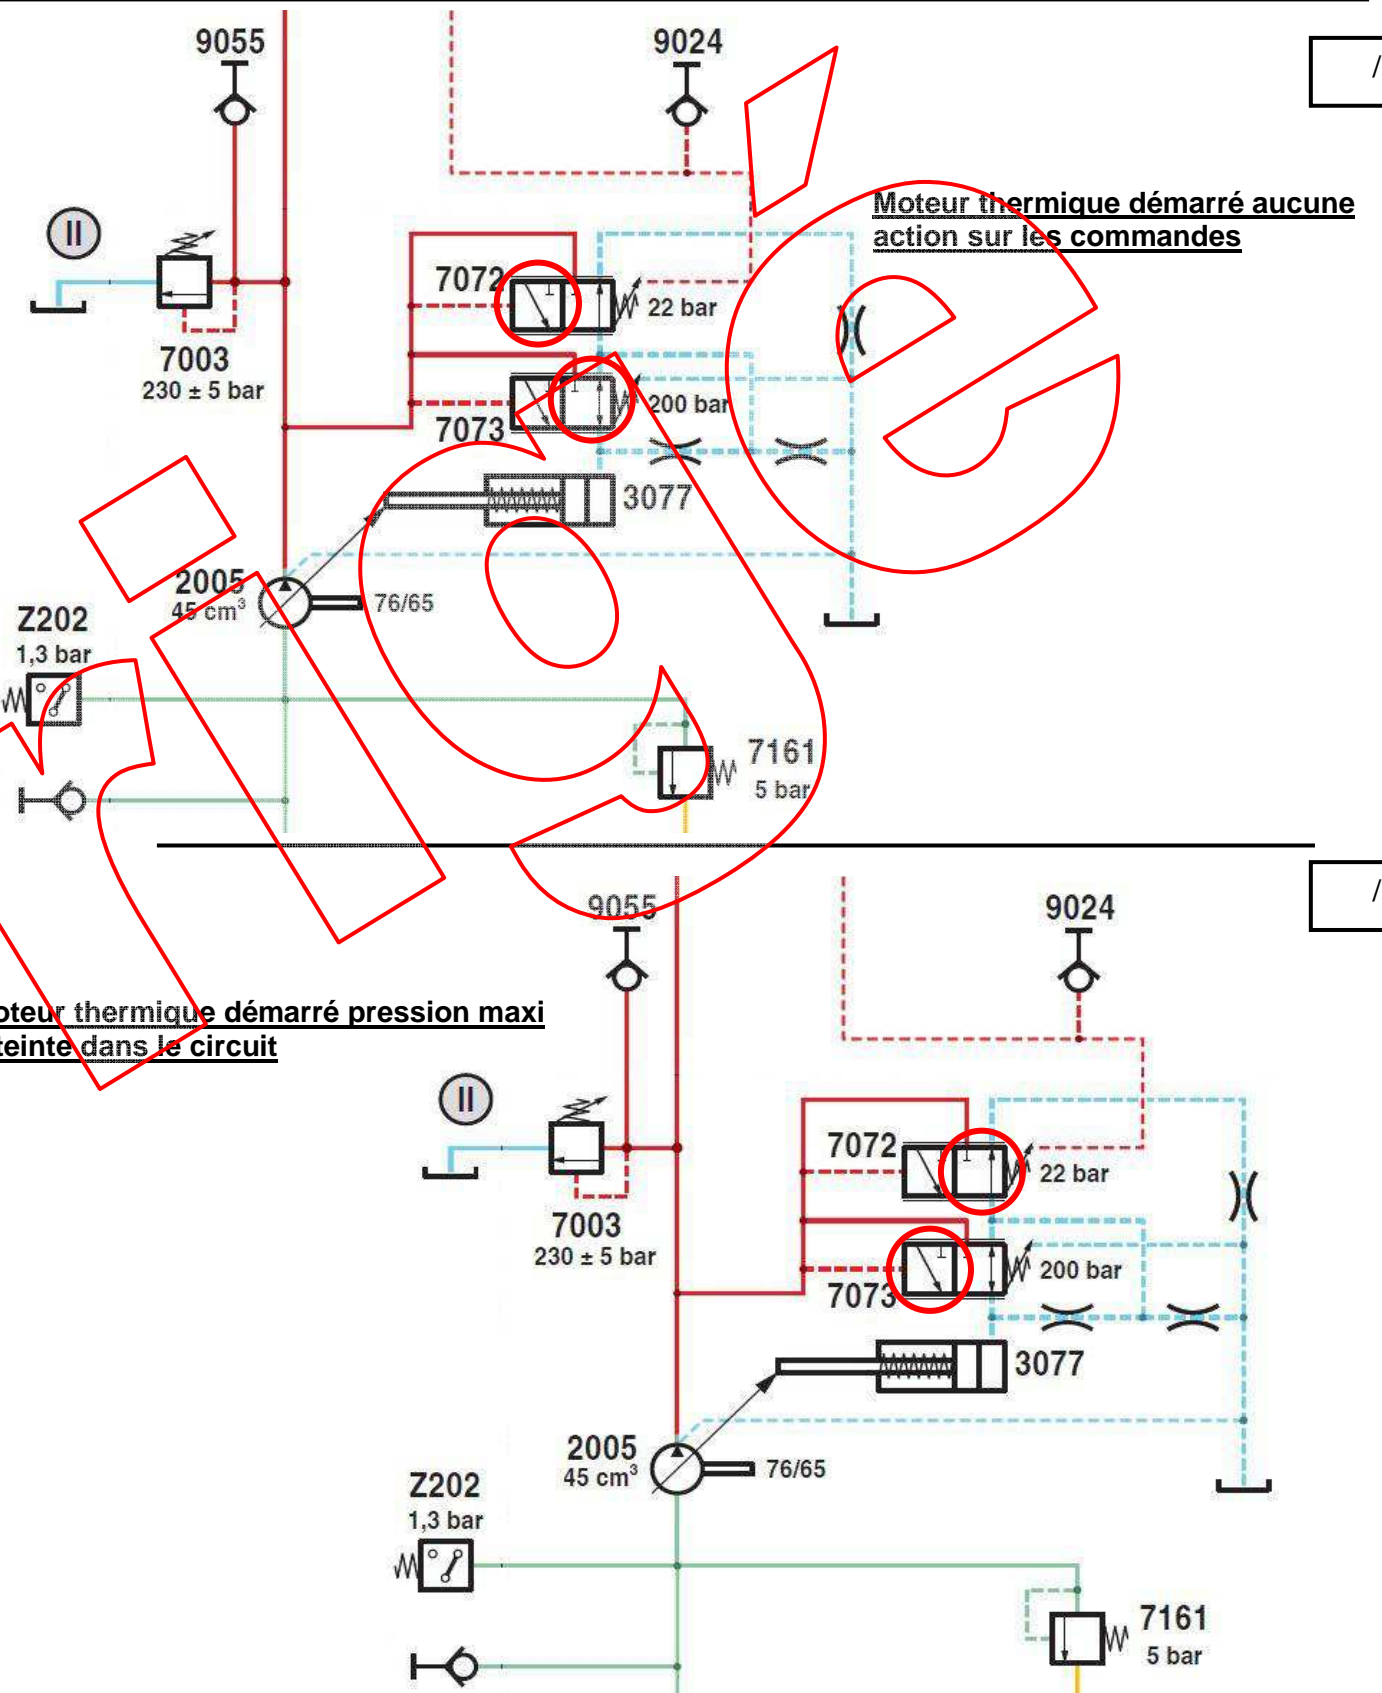 9055
9024
/
II
Moteur thermique démarré aucune
action sur les commandes
7072
22 bar
7003
230 ± 5 bar
200 bar
7073
3077
2005
45 cm³
76/65
Z202
1,3 bar
7161
5 bar
9055
9024
/
oteur thermique démarré pression maxi
teinte dans le circuit
II
7072
22 bar
7003
230 ± 5 bar
200 bar
7073
3077
2005
45 cm³
76/65
Z202
1,3 bar
7161
5 bar